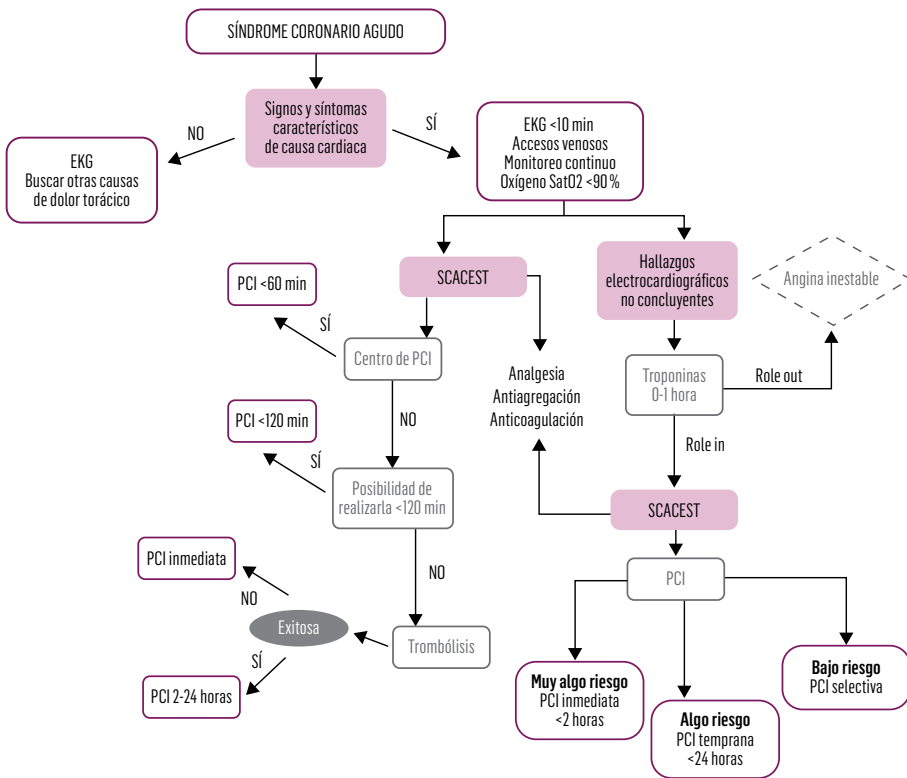 SÍNDROME CORONARIO AGUDO
Signos y síntomas
característicos
de causa cardiaca
NO
SÍ
EKG
Buscar otras causas
de dolor torácico
EKG <10 min
Accesos venosos
Monitoreo continuo
Oxígeno SatO2 <90 %
SCACEST
Hallazgos
electrocardiográficos
no concluyentes
Angina inestable
PCI <60 min
SÍ
Centro de PCI
Analgesia
Antiagregación
Anticoagulación
Troponinas
0-1 hora
Role out
NO
Role in
PCI <120 min
SÍ
Posibilidad de
realizarla <120 min
SCACEST
NO
PCI
PCI inmediata
NO
Exitosa
Trombólisis
SÍ
PCI 2-24 horas
Muy algo riesgo
PCI inmediata
<2 horas
Algo riesgo
PCI temprana
<24 horas
Bajo riesgo
PCI selectiva